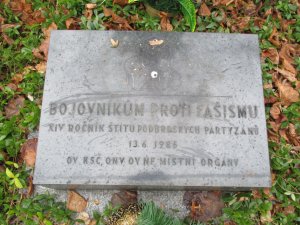 BOJOVNÍKŮM PROTI FAŠISMU
XIV ROČNÍK ŠTÍTU PODBRDSKÝCH PARTYZÁNŮ
13.6.1986
OV KSČ, ONV, OV NF, MÍSTNÍ ORGÁNY